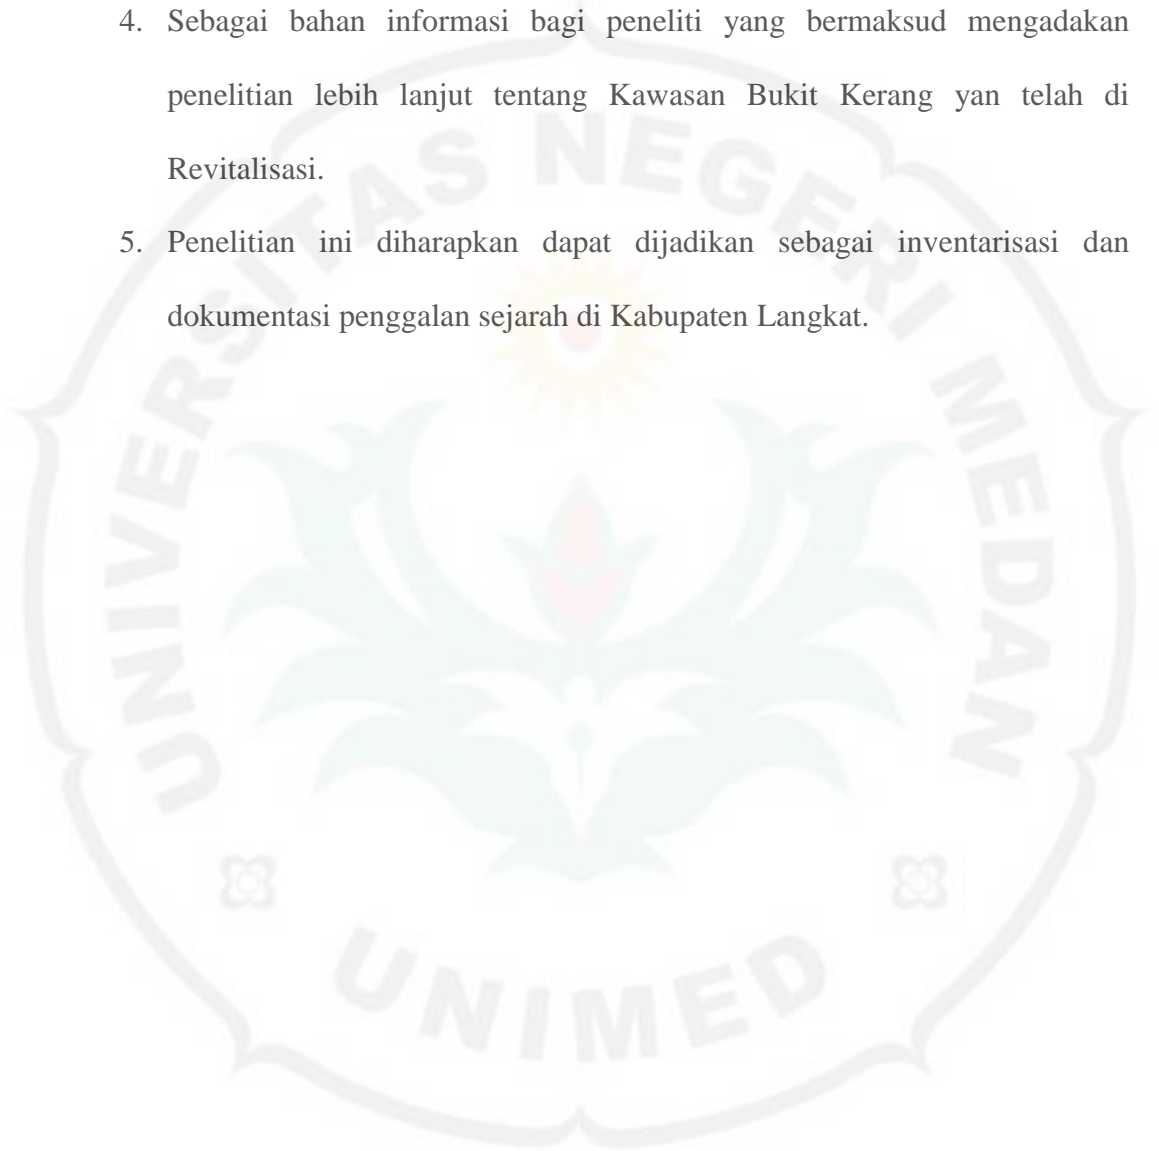 4. Sebagai bahan informasi bagi peneliti yang bermaksud mengadakan
penelitian lebih lanjut tentang Kawasan Bukit Kerang yan telah di
Revitalisasi.
5. Penelitian ini diharapkan dapat dijadikan sebagai inventarisasi dan
dokumentasi penggalan sejarah di Kabupaten Langkat.
UNIVERSITAS NEGERI MEDAN
UNIMED